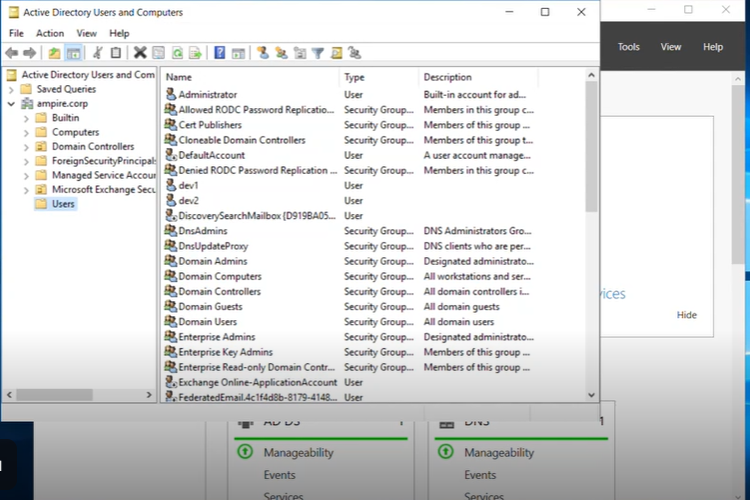 Active Directory Users and Computers
File Action View Help
Tools View Help
Active Directory Users and Com
Saved Queries
ampire.corp
Builtin
Computers
Domain Controllers
ForeignSecurityPrincipals
Managed Service Accour
Microsoft Exchange Secu
Users
Name Type Description
Administrator User Built-in account for ad...
Allowed RODC Password Replicatio... Security Group... Members in this group c...
Cert Publishers Security Group... Members of this group ...
Cloneable Domain Controllers Security Group... Members of this group t...
DefaultAccount User A user account manage...
Denied RODC Password Replication ... Security Group... Members in this group c...
dev1 User
dev2 User
DiscoverySearchMailbox {D919BA05... User
DnsAdmins Security Group... DNS Administrators Gro...
DnsUpdateProxy Security Group... DNS clients who are per...
Domain Admins Security Group... Designated administrato...
Domain Computers Security Group... All workstations and ser...
Domain Controllers Security Group... All domain controllers i...
Domain Guests Security Group... All domain guests
Domain Users Security Group... All domain users
Enterprise Admins Security Group... Designated administrato...
Enterprise Key Admins Security Group... Members of this group ...
Enterprise Read-only Domain Contr... Security Group... Members of this group ...
Exchange Online-ApplicationAccount User
FederatedEmail.4c1f4d8b-8179-4148... User
vices
Hide
AD DS 1
Manageability
Events
Services
DNS 1
Manageability
Events
Services